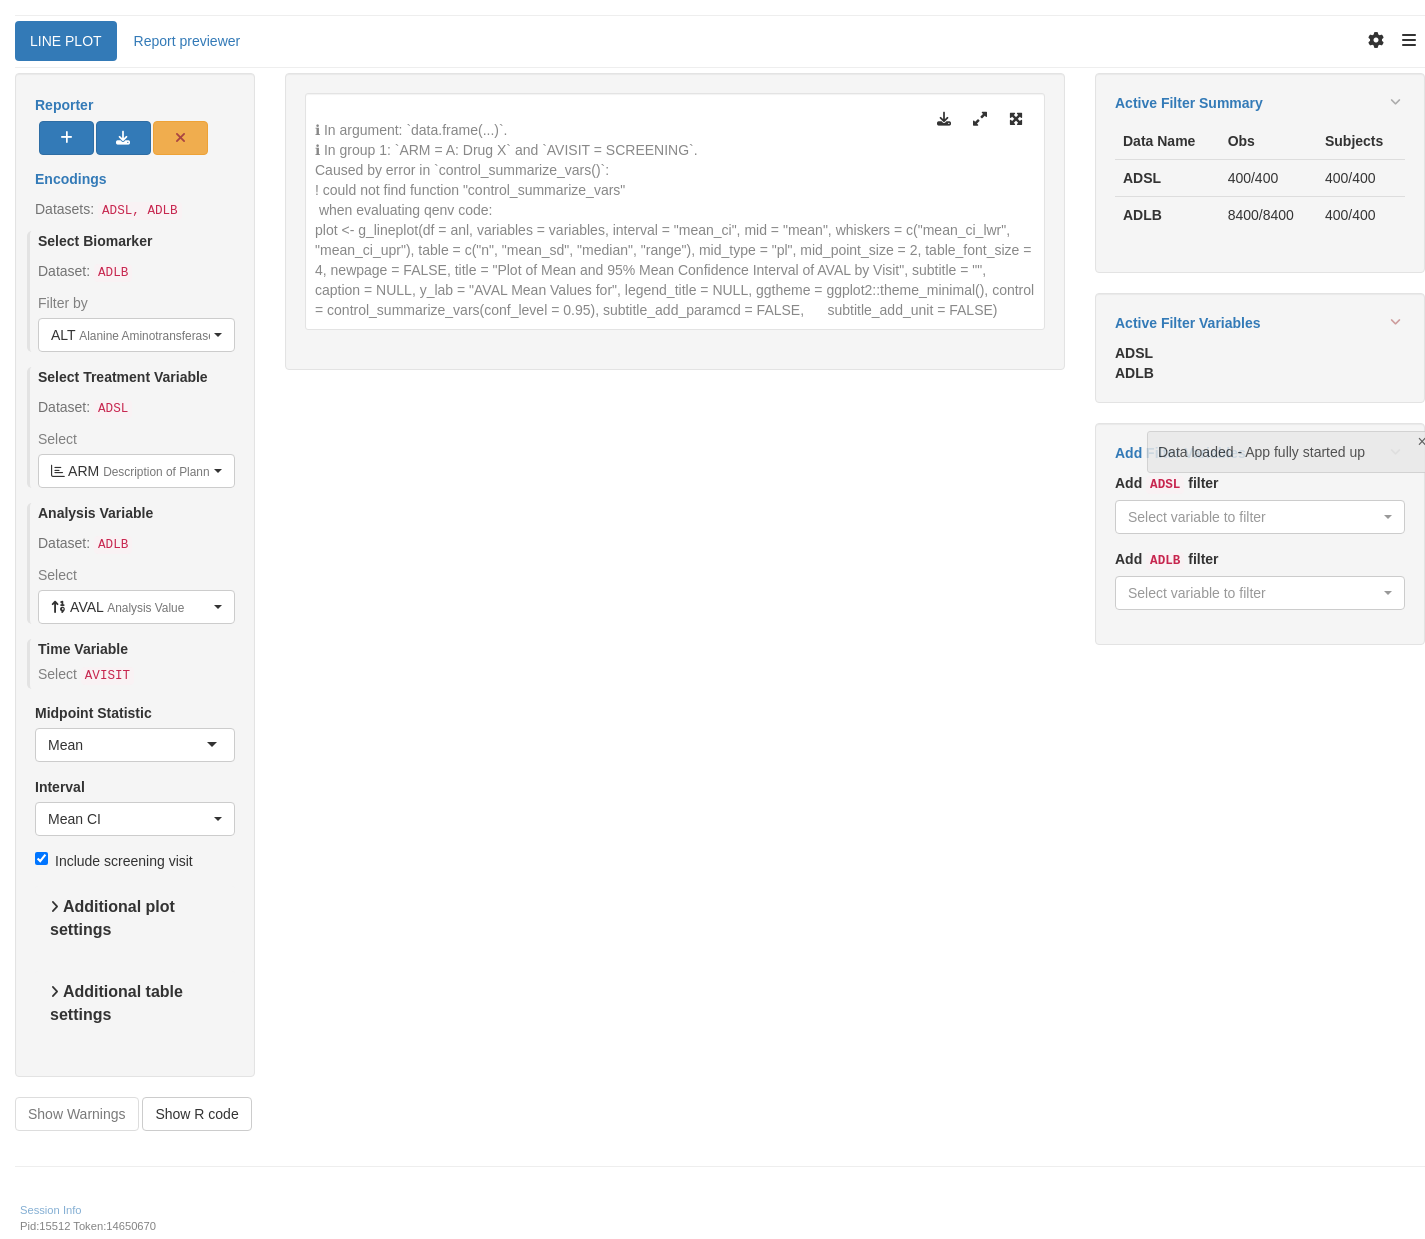 LINE PLOT
Report previewer
Reporter
Encodings
Datasets: ADSL, ADLB
Select Biomarker
Dataset: ADLB
Filter by
ALT Alanine Aminotransferas
Select Treatment Variable
Dataset: ADSL
Select
ARM Description of Plann
Analysis Variable
Dataset: ADLB
Select
AVAL Analysis Value
Time Variable
Select AVISIT
Midpoint Statistic
Mean
Interval
Mean CI
Include screening visit
Additional plot
settings
Additional table
settings
Show Warnings
Show R code
Session Info
Pid:15512 Token:14650670
ℹ In argument: `data.frame(...)`.
ℹ In group 1: `ARM = A: Drug X` and `AVISIT = SCREENING`.
Caused by error in `control_summarize_vars()`:
! could not find function "control_summarize_vars"
when evaluating qenv code:
plot <- g_lineplot(df = anl, variables = variables, interval = "mean_ci", mid = "mean", whiskers = c("mean_ci_lwr",
"mean_ci_upr"), table = c("n", "mean_sd", "median", "range"), mid_type = "pl", mid_point_size = 2, table_font_size =
4, newpage = FALSE, title = "Plot of Mean and 95% Mean Confidence Interval of AVAL by Visit", subtitle = "",
caption = NULL, y_lab = "AVAL Mean Values for", legend_title = NULL, ggtheme = ggplot2::theme_minimal(), control
= control_summarize_vars(conf_level = 0.95), subtitle_add_paramcd = FALSE, subtitle_add_unit = FALSE)
Active Filter Summary
Data Name Obs Subjects
ADSL 400/400 400/400
ADLB 8400/8400 400/400
Active Filter Variables
ADSL
ADLB
Add
Data loaded - App fully started up
×
Add ADSL filter
Select variable to filter
Add ADLB filter
Select variable to filter